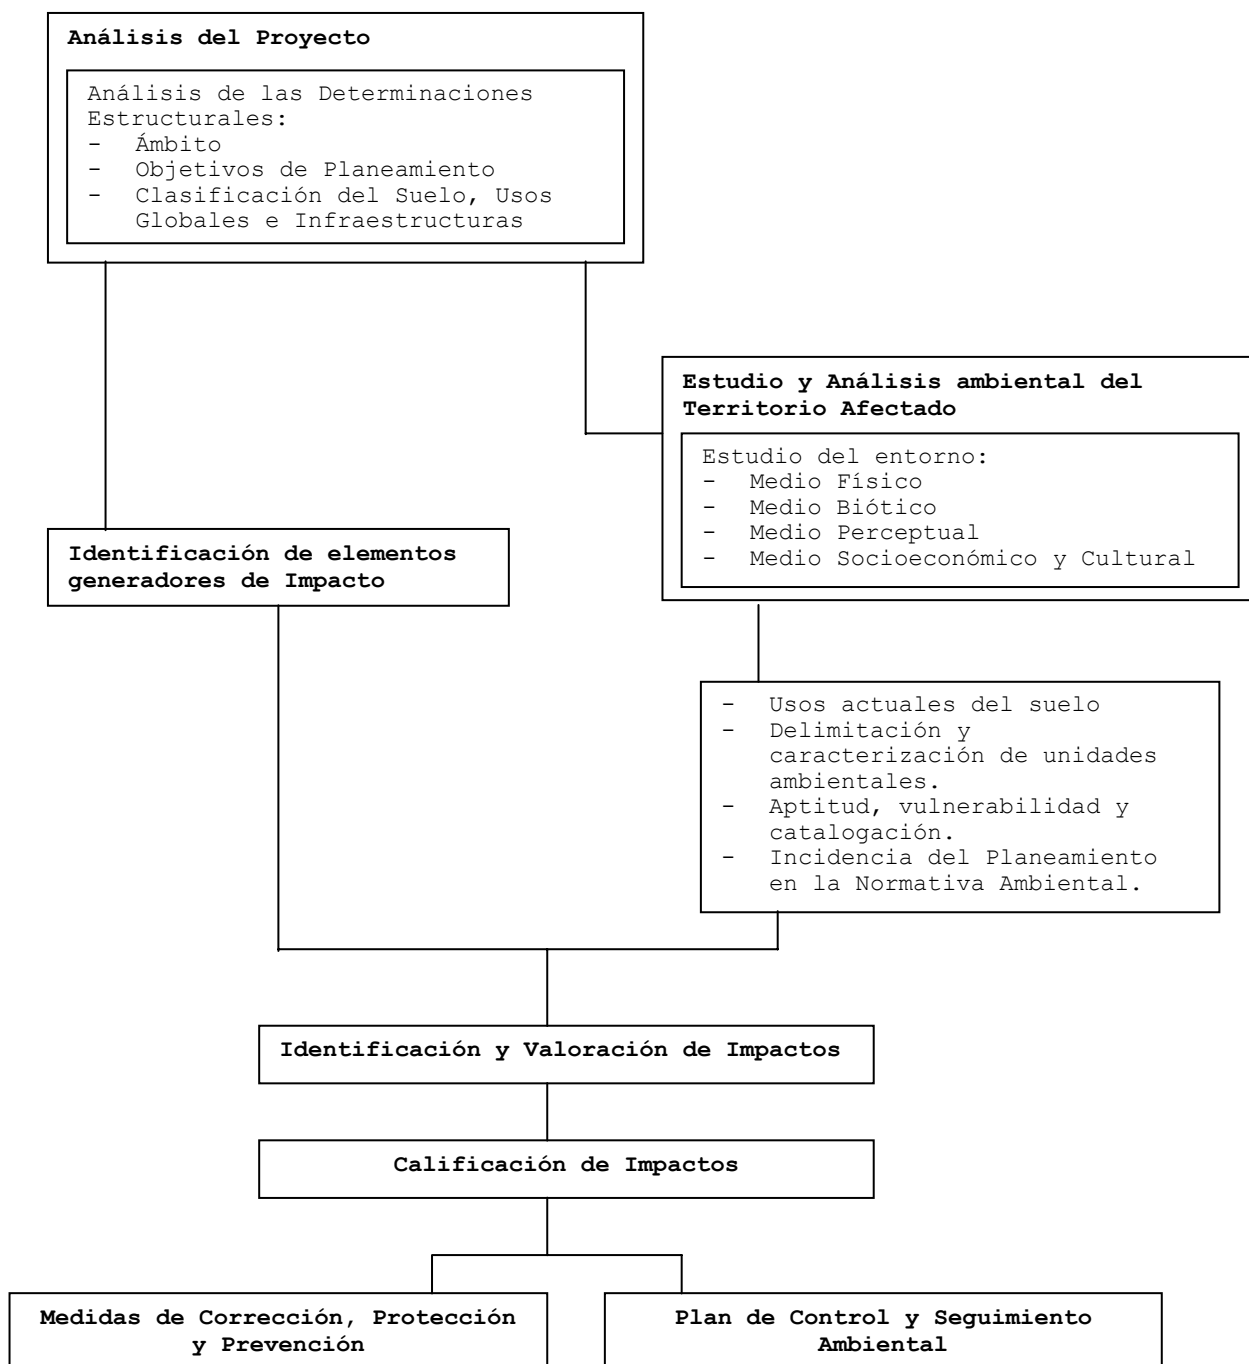 Análisis del Proyecto
Análisis de las Determinaciones
Estructurales:
- Ámbito
- Objetivos de Planeamiento
- Clasificación del Suelo, Usos
Globales e Infraestructuras
Estudio y Análisis ambiental del
Territorio Afectado
Estudio del entorno:
- Medio Físico
- Medio Biótico
- Medio Perceptual
- Medio Socioeconómico y Cultural
Identificación de elementos
generadores de Impacto
- Usos actuales del suelo
- Delimitación y
caracterización de unidades
ambientales.
- Aptitud, vulnerabilidad y
catalogación.
- Incidencia del Planeamiento
en la Normativa Ambiental.
Identificación y Valoración de Impactos
Calificación de Impactos
Medidas de Corrección, Protección
y Prevención
Plan de Control y Seguimiento
Ambiental